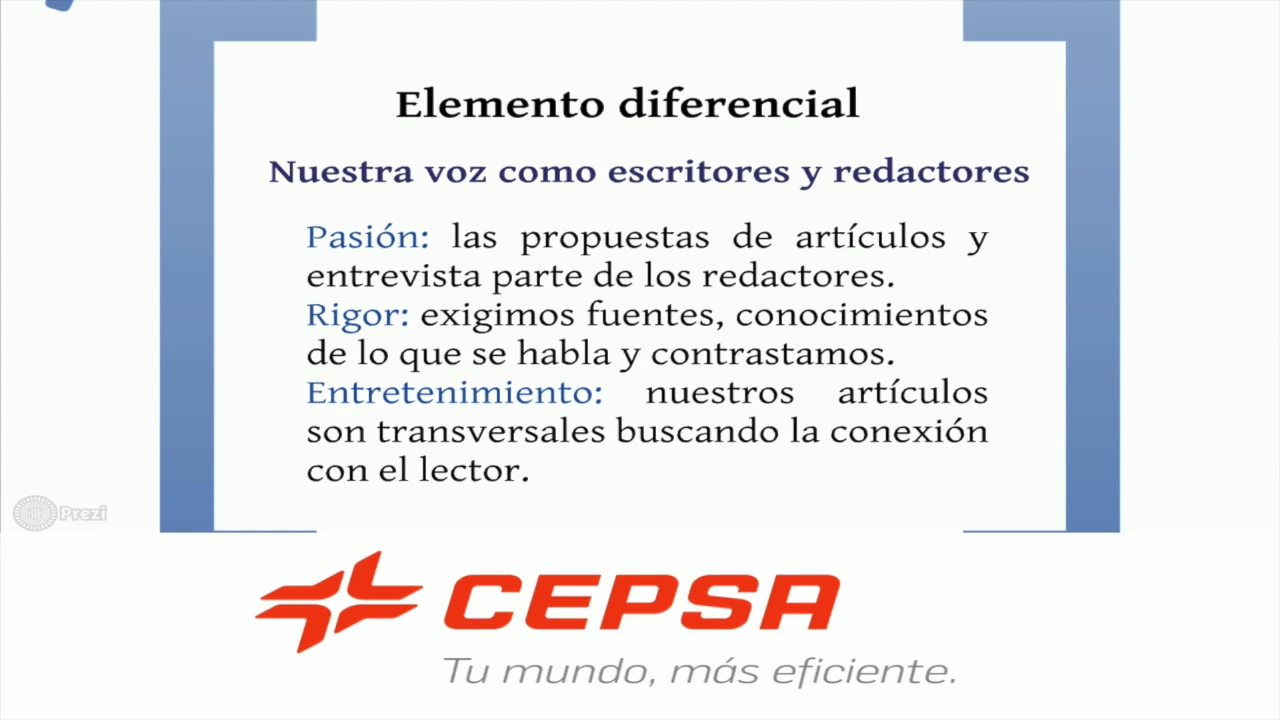 Elemento diferencial
Nuestra voz como escritores y redactores
Pasión: las propuestas de artículos y
entrevista parte de los redactores.
Rigor: exigimos fuentes, conocimientos
de lo que se habla y contrastamos.
Entretenimiento: nuestros artículos
son transversales buscando la conexión
con el lector.
Prezi
CEPSA
Tu mundo, más eficiente.